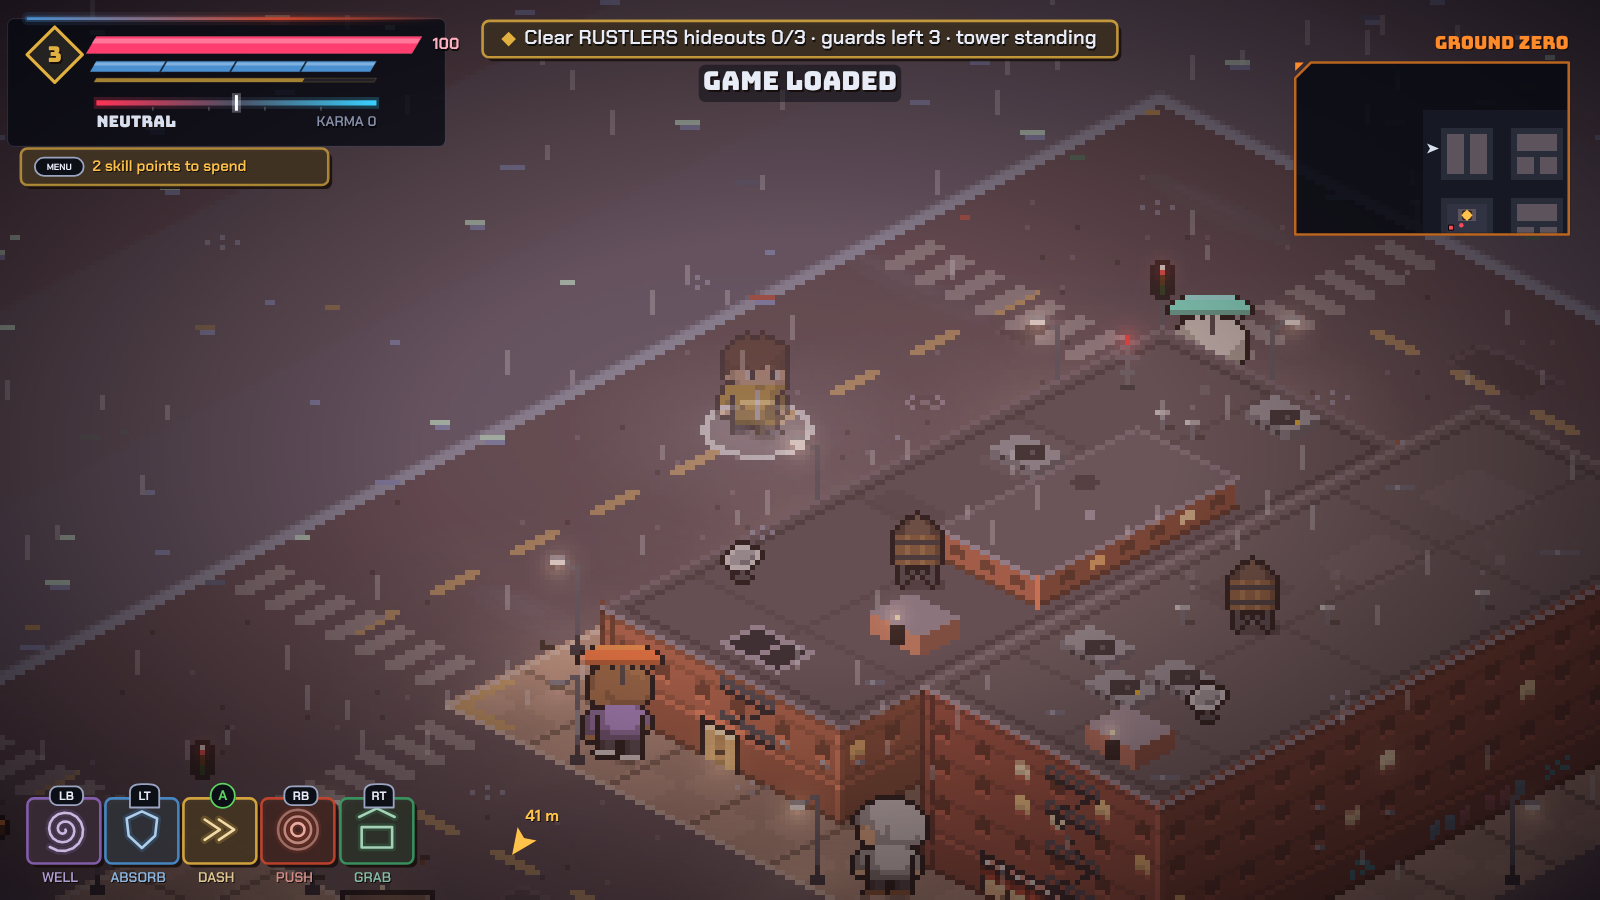 3
100
NEUTRAL
KARMA 0
MENU
2 skill points to spend
Clear RUSTLERS hideouts 0/3 · guards left 3 · tower standing
GAME LOADED
GROUND ZERO
41 m
LB
LT
A
RB
RT
WELL
ABSORB
DASH
PUSH
GRAB